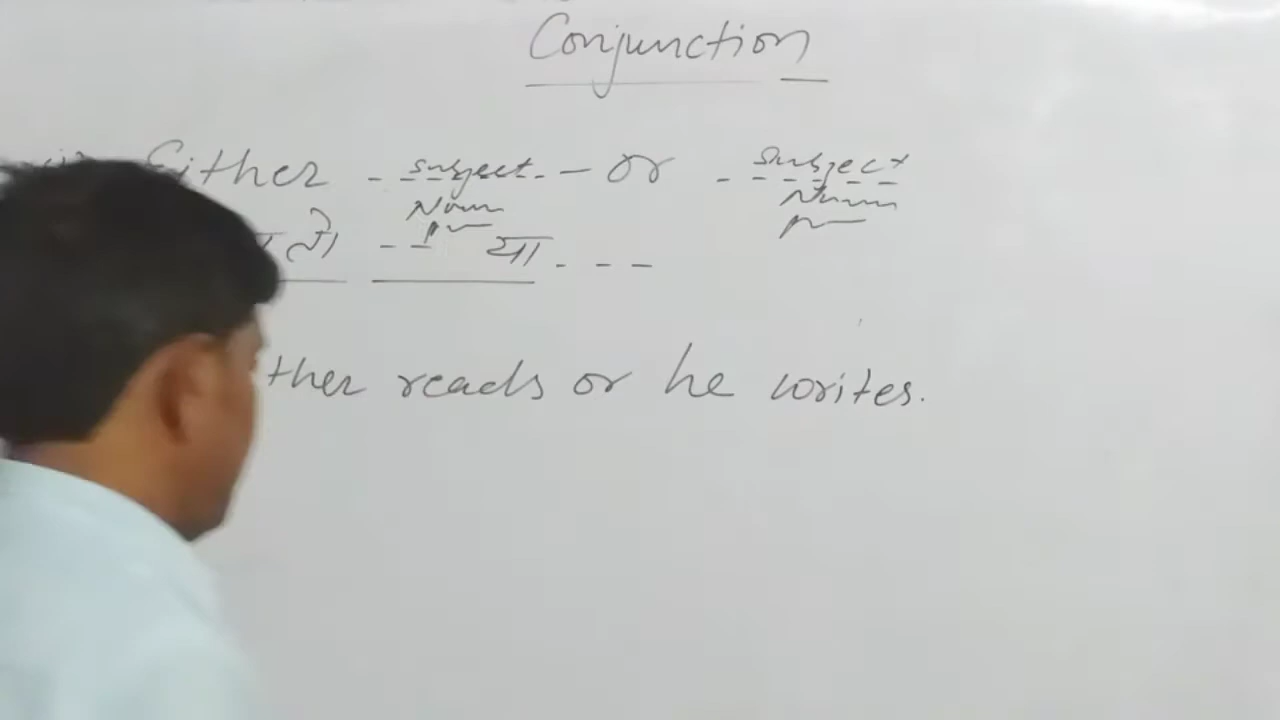 Conjunction
Either - - subject - - - or - - subject - -
Noun Noun
तो - - या - - -
ther reads or he writes.